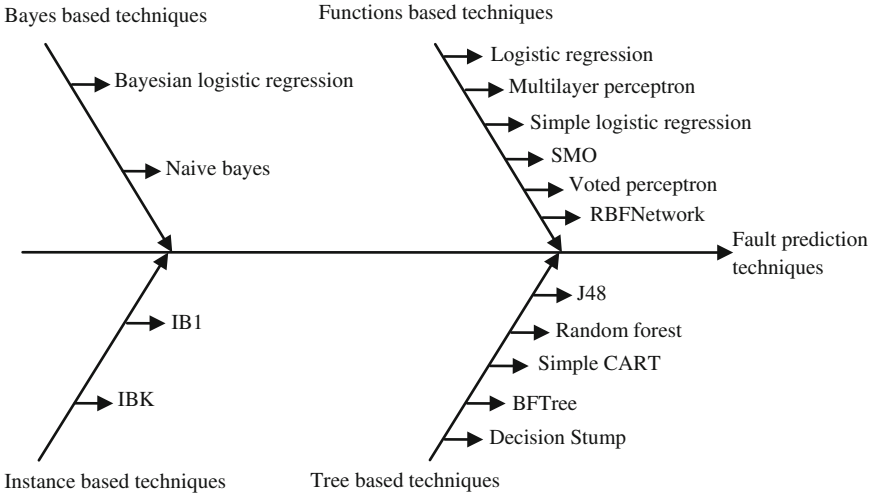 Bayes based techniques
Functions based techniques
Bayesian logistic regression
Naive bayes
Logistic regression
Multilayer perceptron
Simple logistic regression
SMO
Voted perceptron
RBFNetwork
Fault prediction
techniques
IB1
IBK
J48
Random forest
Simple CART
BFTree
Decision Stump
Instance based techniques
Tree based techniques